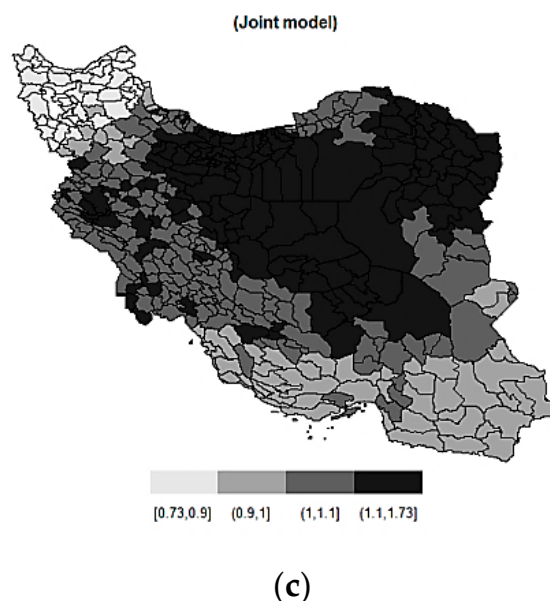 (Joint model)
[0.73,0.9] (0.9,1] (1,1.1] (1.1,1.73]
(c)